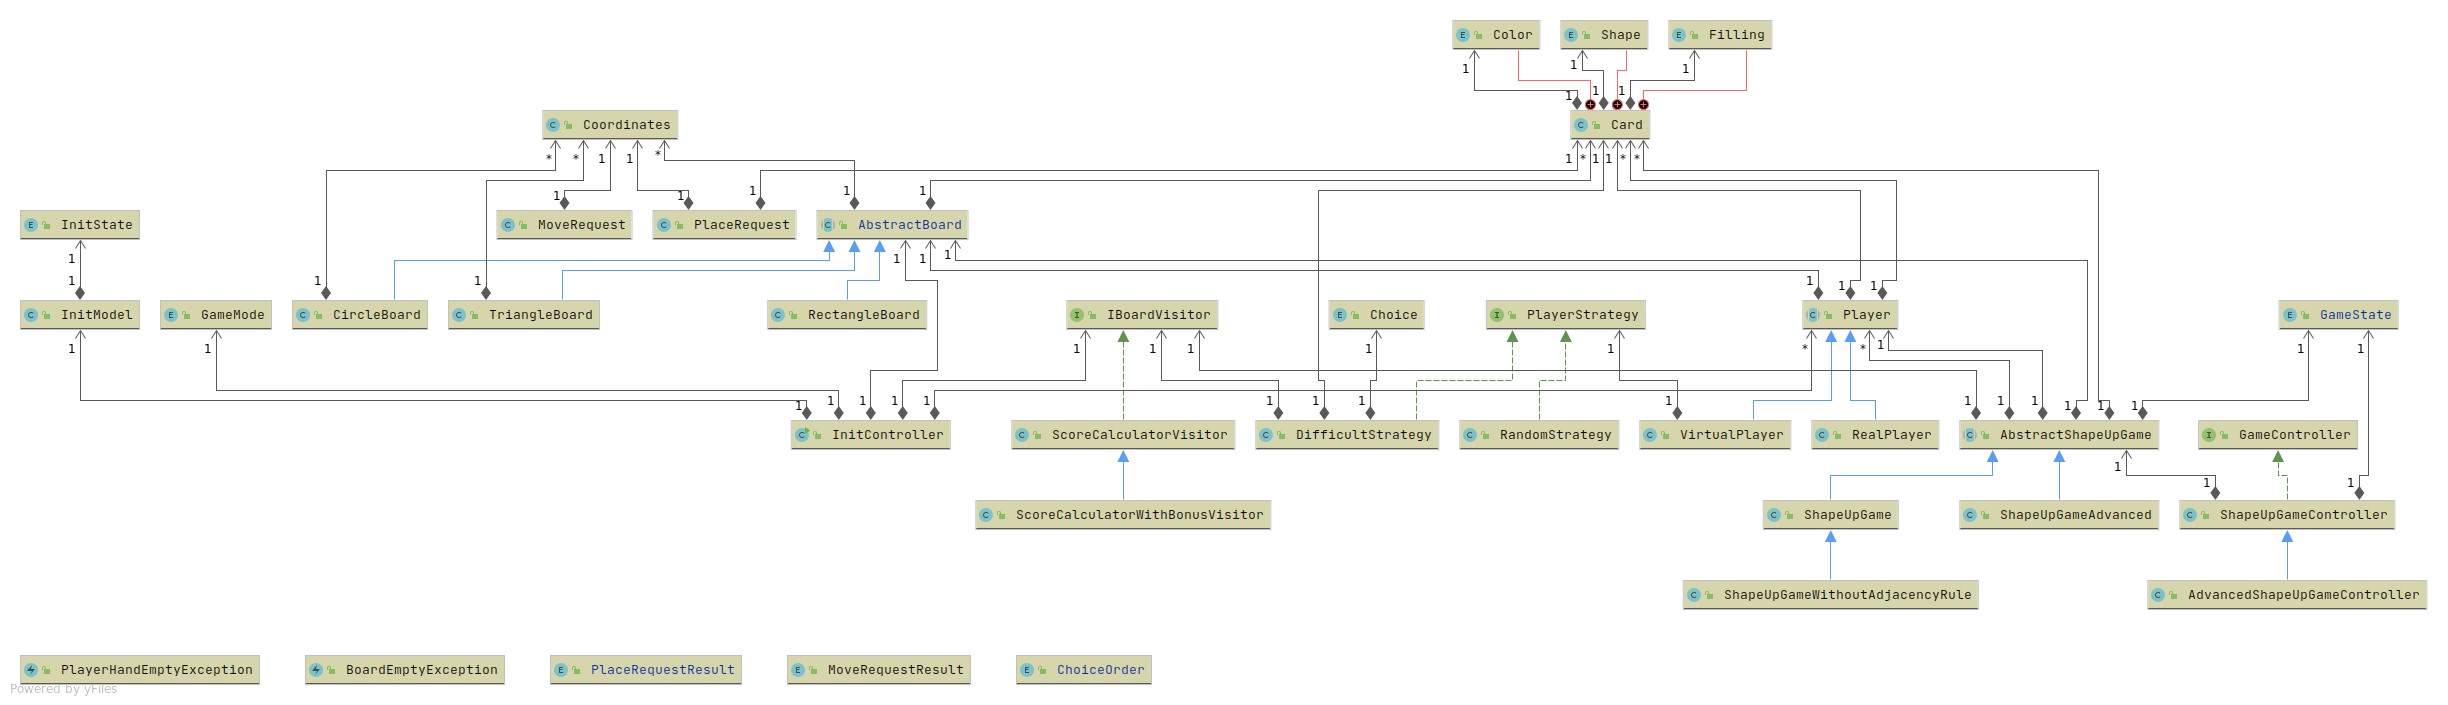 Color Shape Filling
1 1 1
1 1 1
Coordinates Card
* * 1 1 * 1 * 1 1 * *
1 1 1 1 1
InitState MoveRequest PlaceRequest AbstractBoard
1 1 1 1
1 1 1 1 1 1
InitModel GameMode CircleBoard TriangleBoard RectangleBoard IBoardVisitor Choice PlayerStrategy Player GameState
1 1 1 1 1 1 1 * * 1 1 1
1 1 1 1 1 1 1 1 1 1 1 1 1 1 1
InitController ScoreCalculatorVisitor DifficultStrategy RandomStrategy VirtualPlayer RealPlayer AbstractShapeUpGame GameController
1
1 1
ScoreCalculatorWithBonusVisitor ShapeUpGame ShapeUpGameAdvanced ShapeUpGameController
ShapeUpGameWithoutAdjacencyRule AdvancedShapeUpGameController
PlayerHandEmptyException BoardEmptyException PlaceRequestResult MoveRequestResult ChoiceOrder
Powered by yFiles